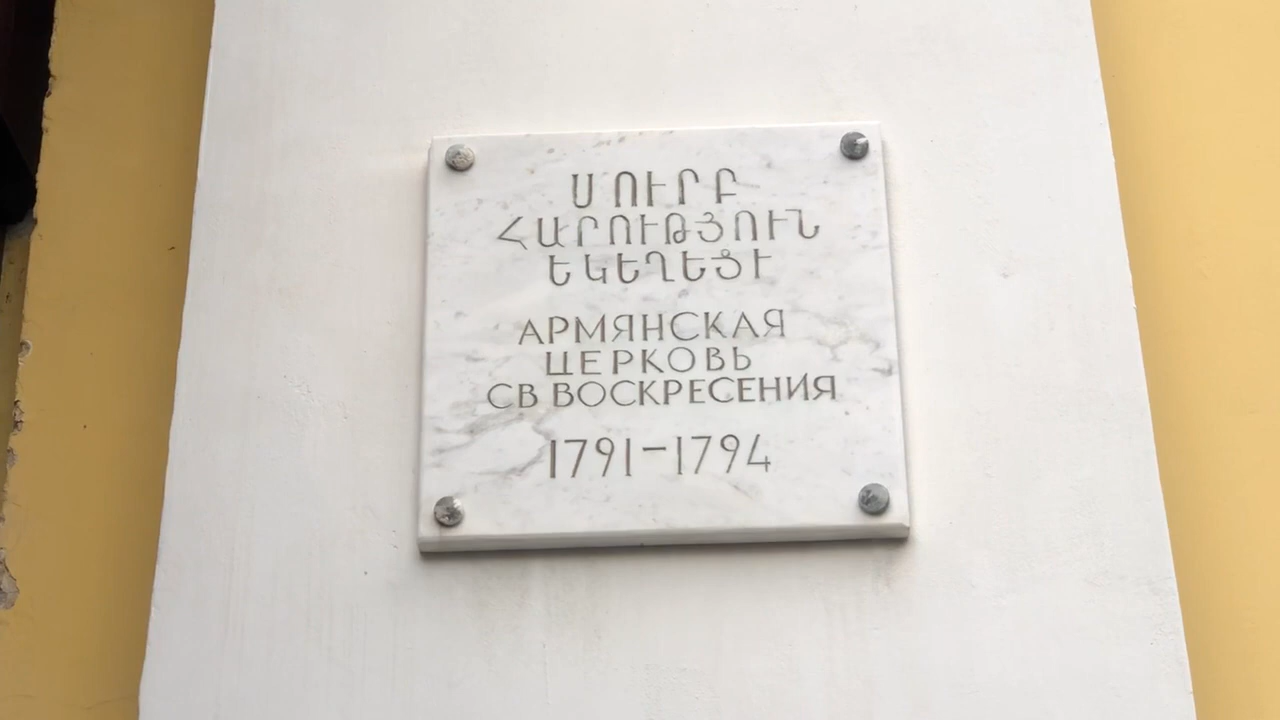 ՍՈՒՐԲ
ՀԱՐՈՒԹՅՈՒՆ
ԵԿԵՂԵՑԻ
АРМЯНСКАЯ
ЦЕРКОВЬ
СВ ВОСКРЕСЕНИЯ
1791-1794